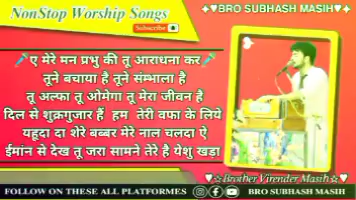 NonStop Worship Songs
Subscribe
✦♥BRO SUBHASH MASIH♥✦
🎤ए मेरे मन प्रभु की तू आराधना कर🎤
तूने बचाया है तूने संम्भाला है
तू अल्फा तू ओमेगा तू मेरा जीवन है
दिल से शुक्रगुजार हैं हम तेरी वफा के लिये
यहूदा दा शेरे बब्बर मेरे नाल चलदा ऐ
ईमांन से देख तू जरा सामने तेरे है येशु खड़ा
♥☆Brother Virender Masih☆♥
FOLLOW ON THESE ALL PLATFORMES
BRO SUBHASH MASIH